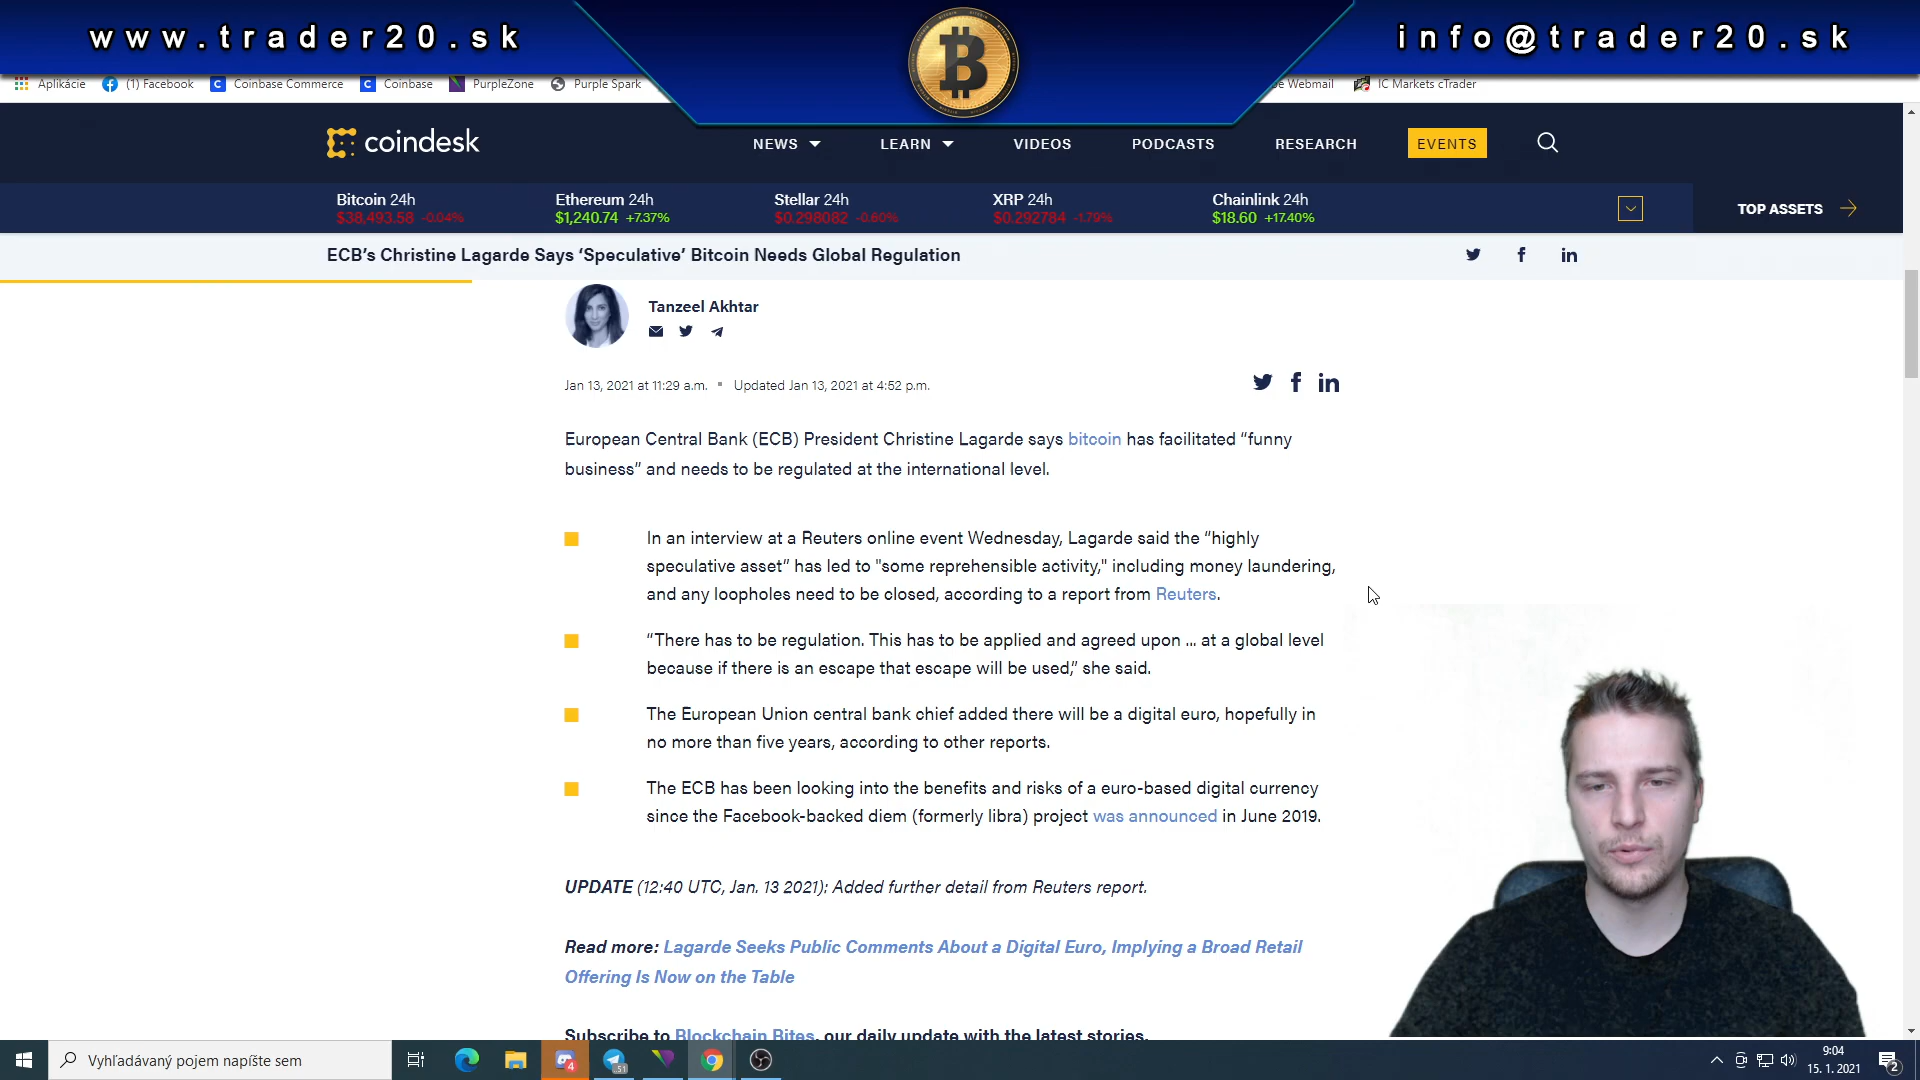 www.trader20.sk
info@trader20.sk
Aplikácie
(1) Facebook
Coinbase Commerce
Coinbase
PurpleZone
Purple Spark
Webmail
IC Markets cTrader
coindesk
NEWS
LEARN
VIDEOS
PODCASTS
RESEARCH
EVENTS
Bitcoin 24h
$38,493.58 -0.04%
Ethereum 24h
$1,240.74 +7.37%
Stellar 24h
$0.298082 -0.60%
XRP 24h
$0.292784 -1.79%
Chainlink 24h
$18.60 +17.40%
TOP ASSETS
ECB’s Christine Lagarde Says ‘Speculative’ Bitcoin Needs Global Regulation
Tanzeel Akhtar
Jan 13, 2021 at 11:29 a.m. Updated Jan 13, 2021 at 4:52 p.m.
European Central Bank (ECB) President Christine Lagarde says bitcoin has facilitated “funny
business” and needs to be regulated at the international level.
In an interview at a Reuters online event Wednesday, Lagarde said the “highly
speculative asset” has led to "some reprehensible activity," including money laundering,
and any loopholes need to be closed, according to a report from Reuters.
“There has to be regulation. This has to be applied and agreed upon ... at a global level
because if there is an escape that escape will be used,” she said.
The European Union central bank chief added there will be a digital euro, hopefully in
no more than five years, according to other reports.
The ECB has been looking into the benefits and risks of a euro-based digital currency
since the Facebook-backed diem (formerly libra) project was announced in June 2019.
UPDATE (12:40 UTC, Jan. 13 2021): Added further detail from Reuters report.
Read more: Lagarde Seeks Public Comments About a Digital Euro, Implying a Broad Retail
Offering Is Now on the Table
Subscribe to Blockchain Bites, our daily update with the latest stories.
Vyhľadávaný pojem napíšte sem
4
51
9:04
15. 1. 2021
2